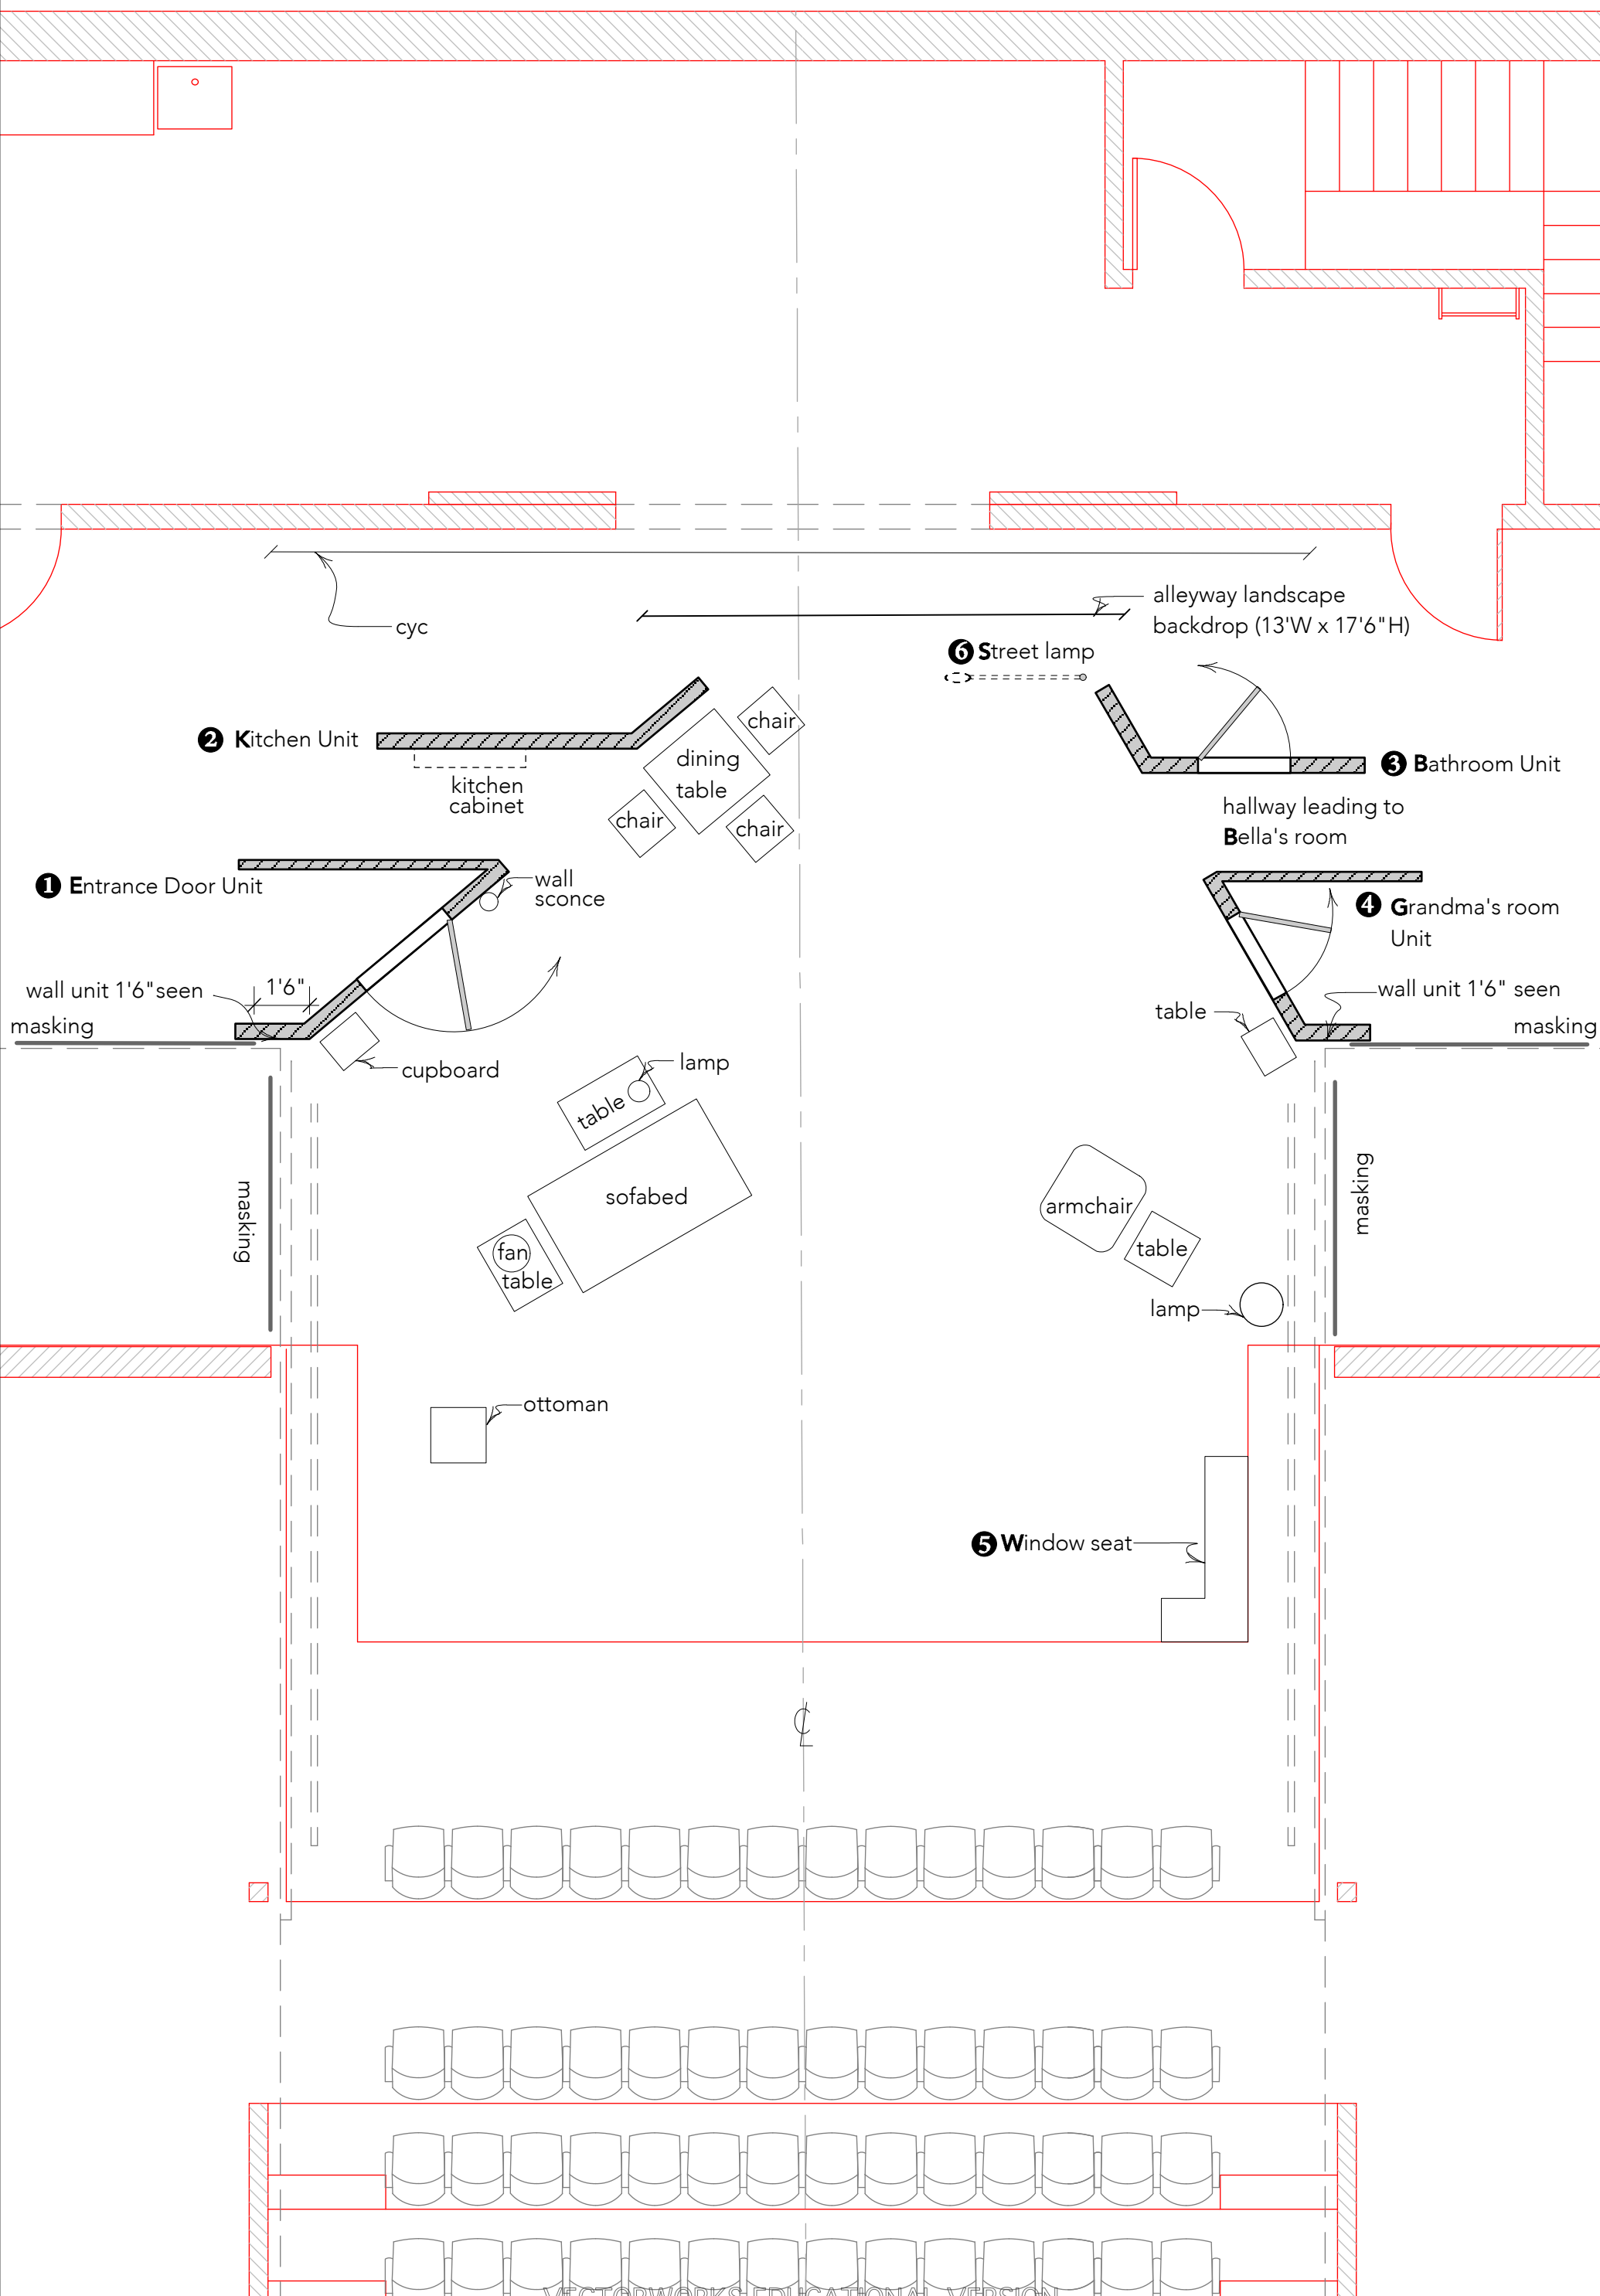 alleyway landscape
backdrop (13'W x 17'6"H)
cyc
6 Street lamp
2 Kitchen Unit
chair
dining
table
kitchen
cabinet
chair
chair
3 Bathroom Unit
hallway leading to
Bella's room
1 Entrance Door Unit
wall
sconce
4 Grandma's room
Unit
wall unit 1'6"seen
1'6"
masking
wall unit 1'6" seen
table
masking
cupboard
lamp
table
sofabed
masking
fan
table
armchair
table
masking
lamp
ottoman
5 Window seat
CL
VECTORWORKS EDUCATIONAL VERSION